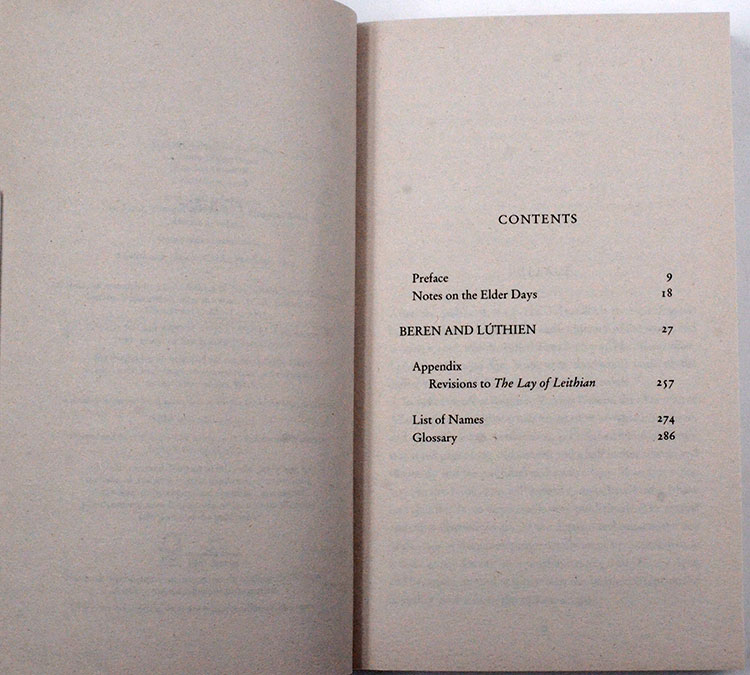 CONTENTS
Preface 9
Notes on the Elder Days 18
BEREN AND LÚTHIEN 27
Appendix
Revisions to The Lay of Leithian 257
List of Names 274
Glossary 286